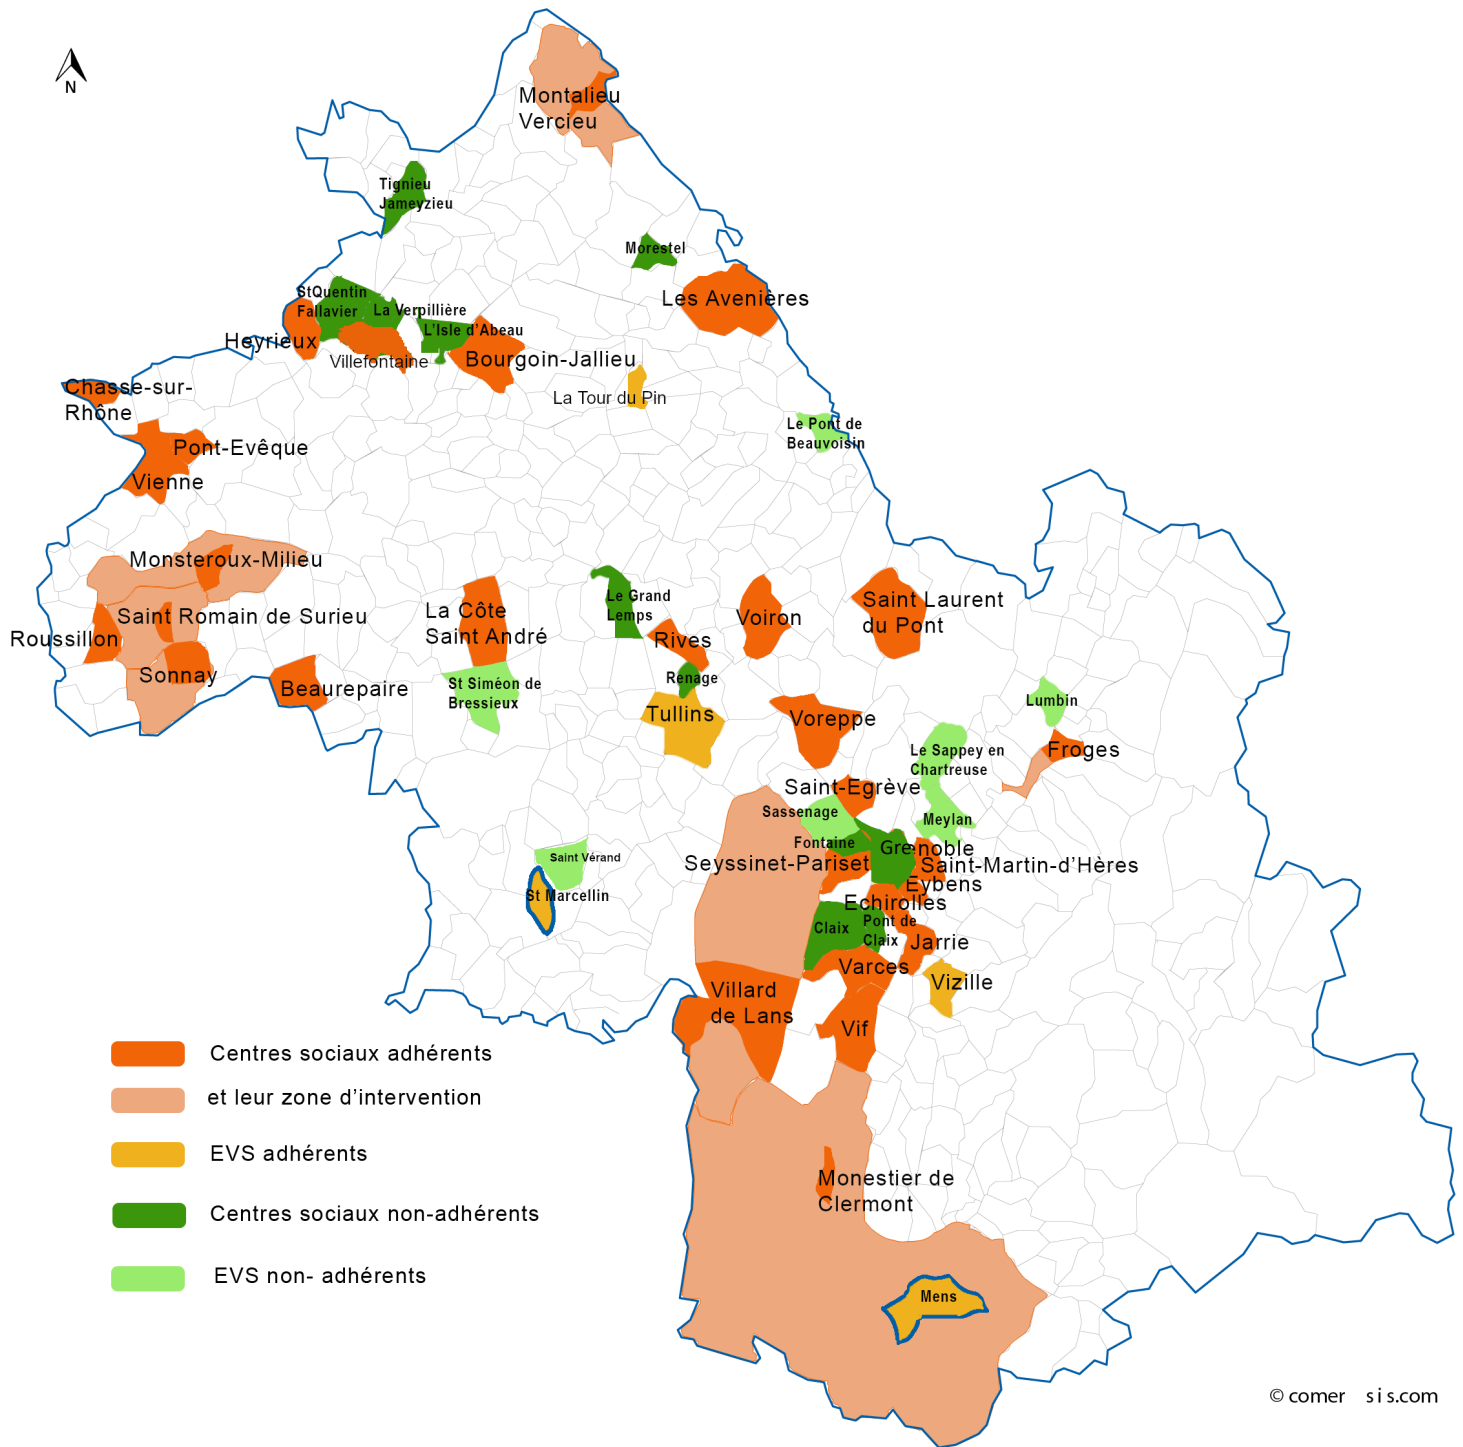 N
Montalieu
Vercieu
Tignieu
Jameyzieu
Morestel
StQuentin
Fallavier
La Verpillière
Les Avenières
L'Isle d'Abeau
Heyrieux
Villefontaine
Bourgoin-Jallieu
La Tour du Pin
Chasse-sur-
Rhône
Le Pont de
Beauvoisin
Pont-Evêque
Vienne
Monsteroux-Milieu
Saint Romain de Surieu
Roussillon
Sonnay
Beaurepaire
La Côte
Saint André
St Siméon de
Bressieux
Le Grand
Lemps
Rives
Renage
Tullins
Voiron
Saint Laurent
du Pont
Voreppe
Lumbin
Froges
Le Sappey en
Chartreuse
Saint-Egrève
Sassenage
Meylan
Fontaine
Grenoble
Seyssinet-Pariset
Saint-Martin-d'Hères
Eybens
Echirolles
Saint Vérand
St Marcellin
Claix
Pont de
Claix
Jarrie
Varces
Vizille
Villard
de Lans
Vif
Monestier de
Clermont
Mens
Centres sociaux adhérents
et leur zone d'intervention
EVS adhérents
Centres sociaux non-adhérents
EVS non- adhérents
© comer sis.com